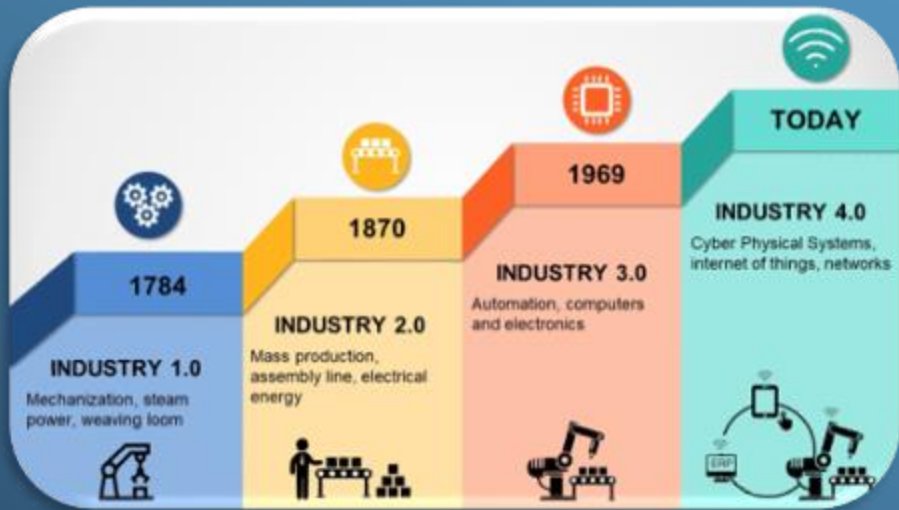 1784
INDUSTRY 1.0
Mechanization, steam
power, weaving loom
1870
INDUSTRY 2.0
Mass production,
assembly line, electrical
energy
1969
INDUSTRY 3.0
Automation, computers
and electronics
TODAY
INDUSTRY 4.0
Cyber Physical Systems,
internet of things, networks
ERP